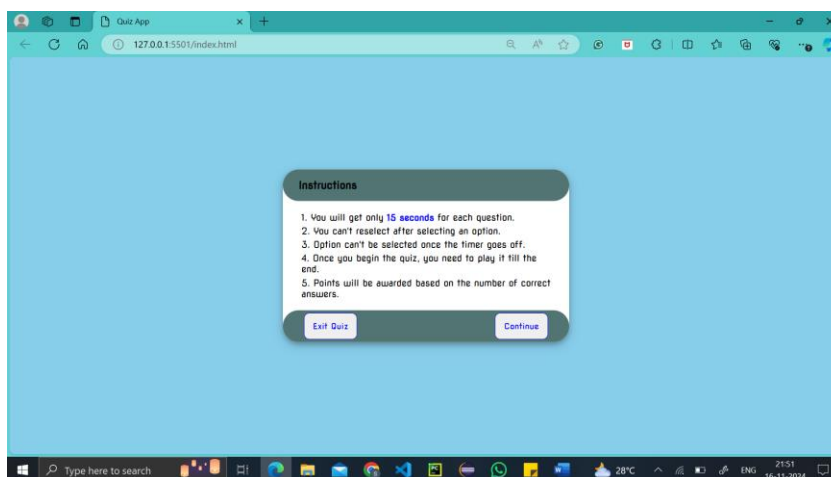 Quiz App
127.0.0.1:5501/index.html
Instructions
1. You will get only 15 seconds for each question.
2. You can't reselect after selecting an option.
3. Option can't be selected once the timer goes off.
4. Once you begin the quiz, you need to play it till the
end.
5. Points will be awarded based on the number of correct
answers.
Exit Quiz Continue
Type here to search 28°C ENG 21:51
16-11-2024